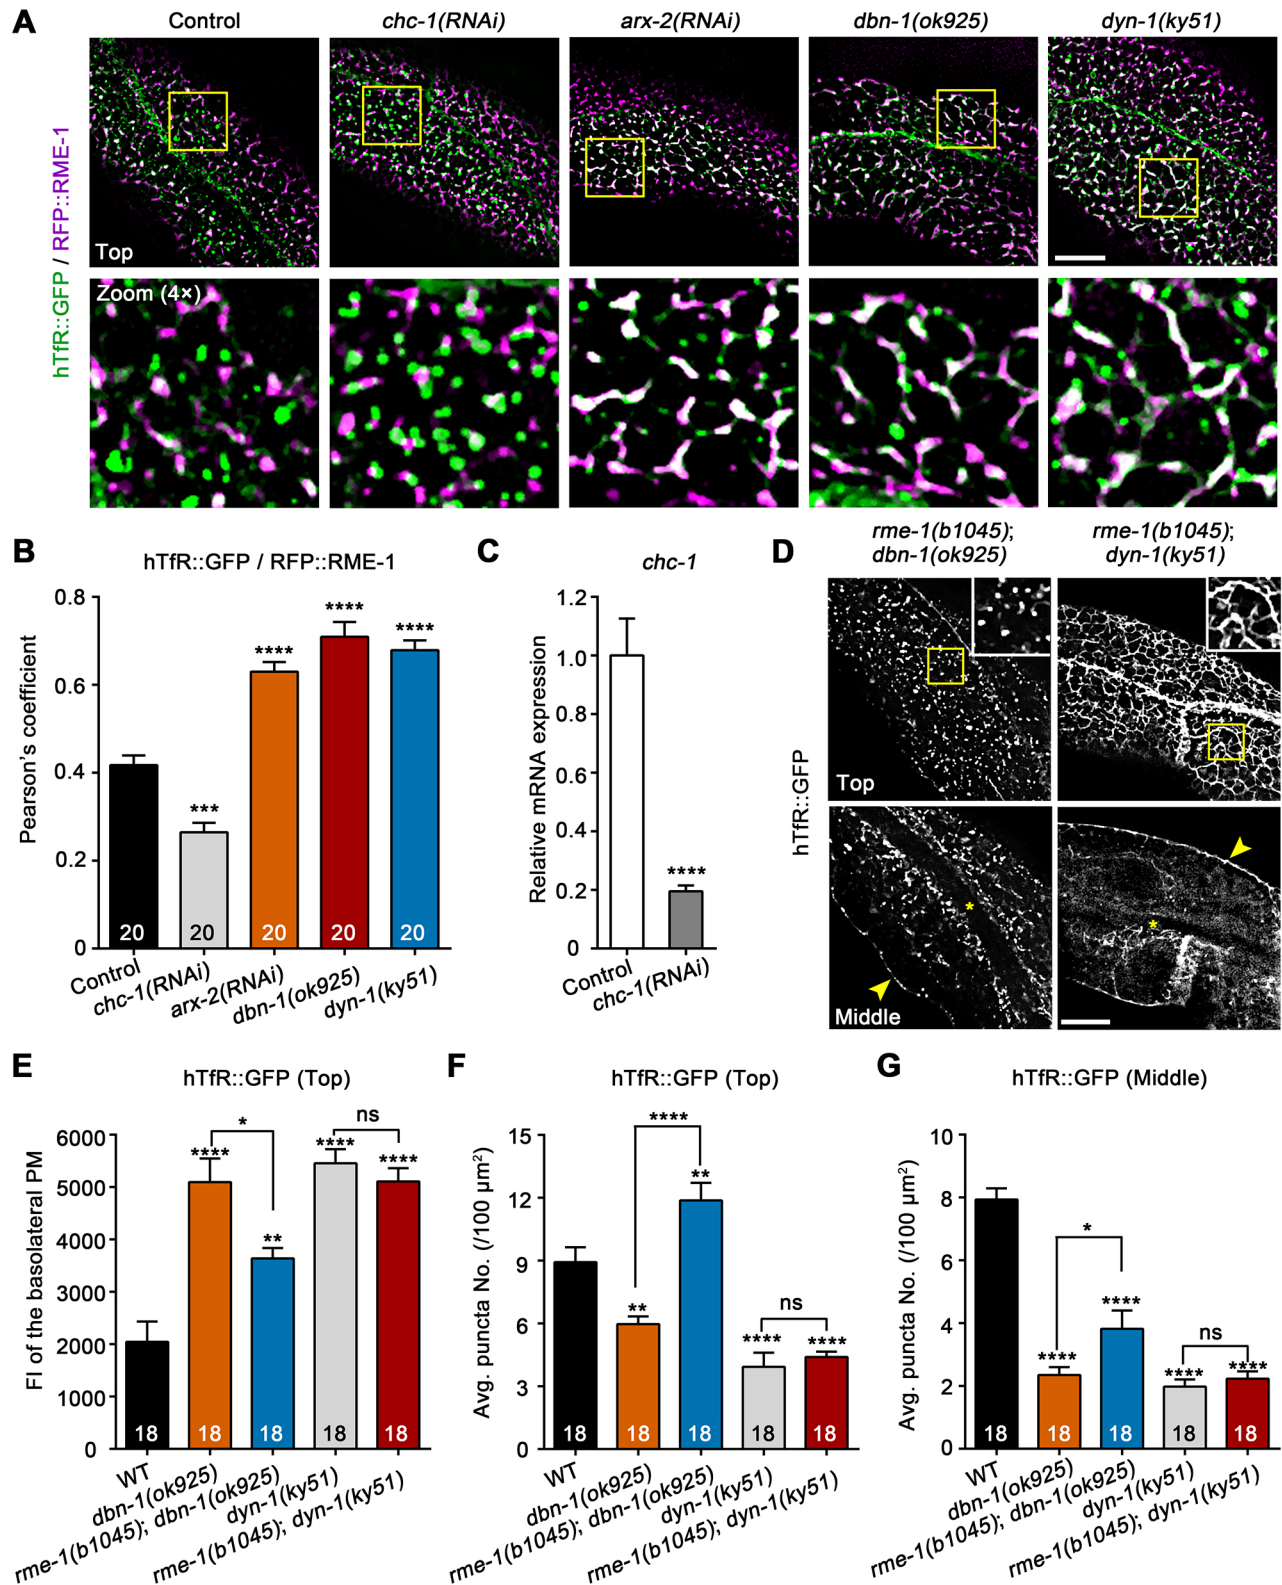 A
Control
chc-1(RNAi)
arx-2(RNAi)
dbn-1(ok925)
dyn-1(ky51)
hTfR::GFP / RFP::RME-1
Top
Zoom (4×)
B
hTfR::GFP / RFP::RME-1
Pearson's coefficient
0.8
0.6
0.4
0.2
0
***
****
****
****
20
20
20
20
20
Control
chc-1(RNAi)
arx-2(RNAi)
dbn-1(ok925)
dyn-1(ky51)
C
chc-1
Relative mRNA expression
1.2
1.0
0.8
0.6
0.4
0.2
0
****
Control
chc-1(RNAi)
D
rme-1(b1045);
dbn-1(ok925)
rme-1(b1045);
dyn-1(ky51)
hTfR::GFP
Top
Middle
*
*
E
hTfR::GFP (Top)
FI of the basolateral PM
6000
5000
4000
3000
2000
1000
0
*
ns
****
**
****
****
18
18
18
18
18
WT
dbn-1(ok925)
rme-1(b1045); dbn-1(ok925)
dyn-1(ky51)
rme-1(b1045); dyn-1(ky51)
F
hTfR::GFP (Top)
Avg. puncta No. (/100 µm²)
15
12
9
6
3
0
****
ns
**
**
****
****
18
18
18
18
18
WT
dbn-1(ok925)
rme-1(b1045); dbn-1(ok925)
dyn-1(ky51)
rme-1(b1045); dyn-1(ky51)
G
hTfR::GFP (Middle)
Avg. puncta No. (/100 µm²)
10
8
6
4
2
0
*
ns
****
****
****
****
18
18
18
18
18
WT
dbn-1(ok925)
rme-1(b1045); dbn-1(ok925)
dyn-1(ky51)
rme-1(b1045); dyn-1(ky51)